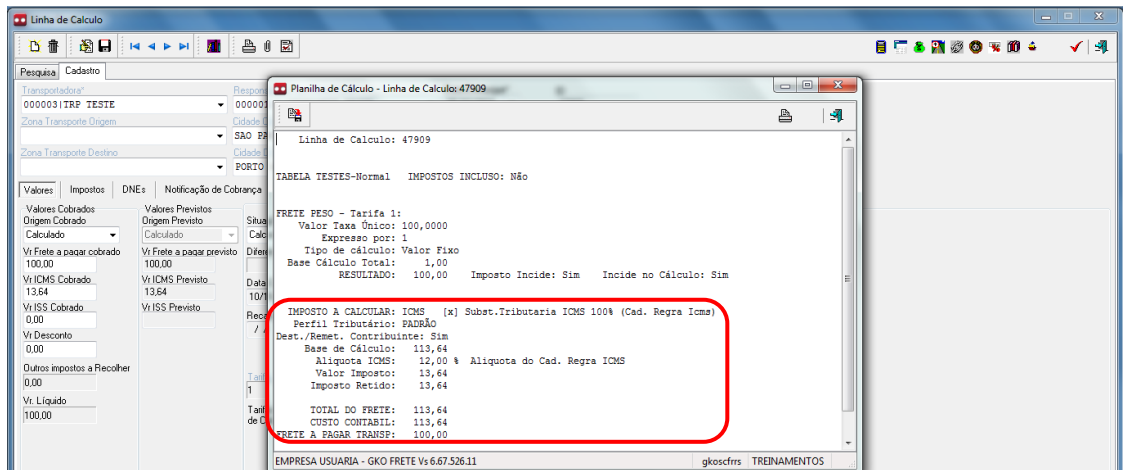 Linha de Calculo
Pesquisa Cadastro
Transportadora*
000003|TRP TESTE
Zona Transporte Origem
SAO PA
Zona Transporte Destino
PORTO
Valores Impostos DNEs Notificação de Cobrança
Valores Cobrados Valores Previstos
Origem Cobrado Origem Previsto
Calculado Calculado
Vr Frete a pagar cobrado Vr Frete a pagar previsto
100,00 100,00
Vr ICMS Cobrado Vr ICMS Previsto
13,64 13,64
Vr ISS Cobrado Vr ISS Previsto
0,00
Vr Desconto
0,00
Outros impostos a Recolher
0,00
Vr. Líquido
100,00
Data
10/1
1
de C
Planilha de Cálculo - Linha de Calculo: 47909
Linha de Calculo: 47909
TABELA TESTES-Normal IMPOSTOS INCLUSO: Não
FRETE PESO - Tarifa 1:
Valor Taxa Único: 100,0000
Expresso por: 1
Tipo de cálculo: Valor Fixo
Base Cálculo Total: 1,00
RESULTADO: 100,00 Imposto Incide: Sim Incide no Cálculo: Sim
IMPOSTO A CALCULAR: ICMS [x] Subst.Tributaria ICMS 100% (Cad. Regra Icms)
Perfil Tributário: PADRÃO
Dest./Remet. Contribuinte: Sim
Base de Cálculo: 113,64
Aliquota ICMS: 12,00 % Aliquota do Cad. Regra ICMS
Valor Imposto: 13,64
Imposto Retido: 13,64
TOTAL DO FRETE: 113,64
CUSTO CONTABIL: 113,64
FRETE A PAGAR TRANSP: 100,00
EMPRESA USUARIA - GKO FRETE Vs 6.67.526.11 gkoscfrrs TREINAMENTOS